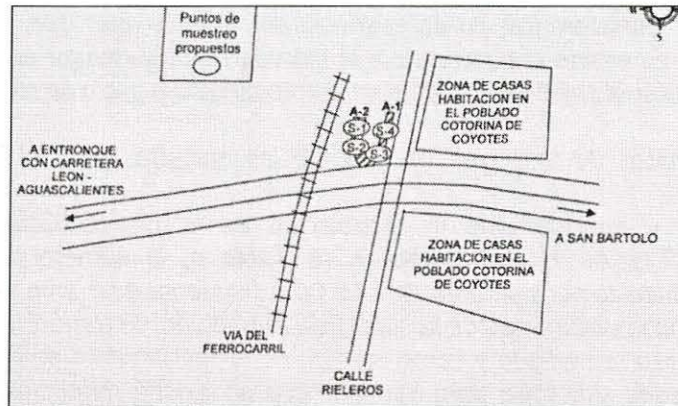 Puntos de
muestreo
propuestos
S
A-2
A-1
S-1
S-4
S-2
S-3
ZONA DE CASAS
HABITACION EN
EL POBLADO
COTORINA DE
COYOTES
A ENTRONQUE
CON CARRETERA
LEON -
AGUASCALIENTES
A SAN BARTOLO
ZONA DE CASAS
HABITACION EN EL
POBLADO COTORINA
DE COYOTES
VIA DEL
FERROCARRIL
CALLE
RIELEROS